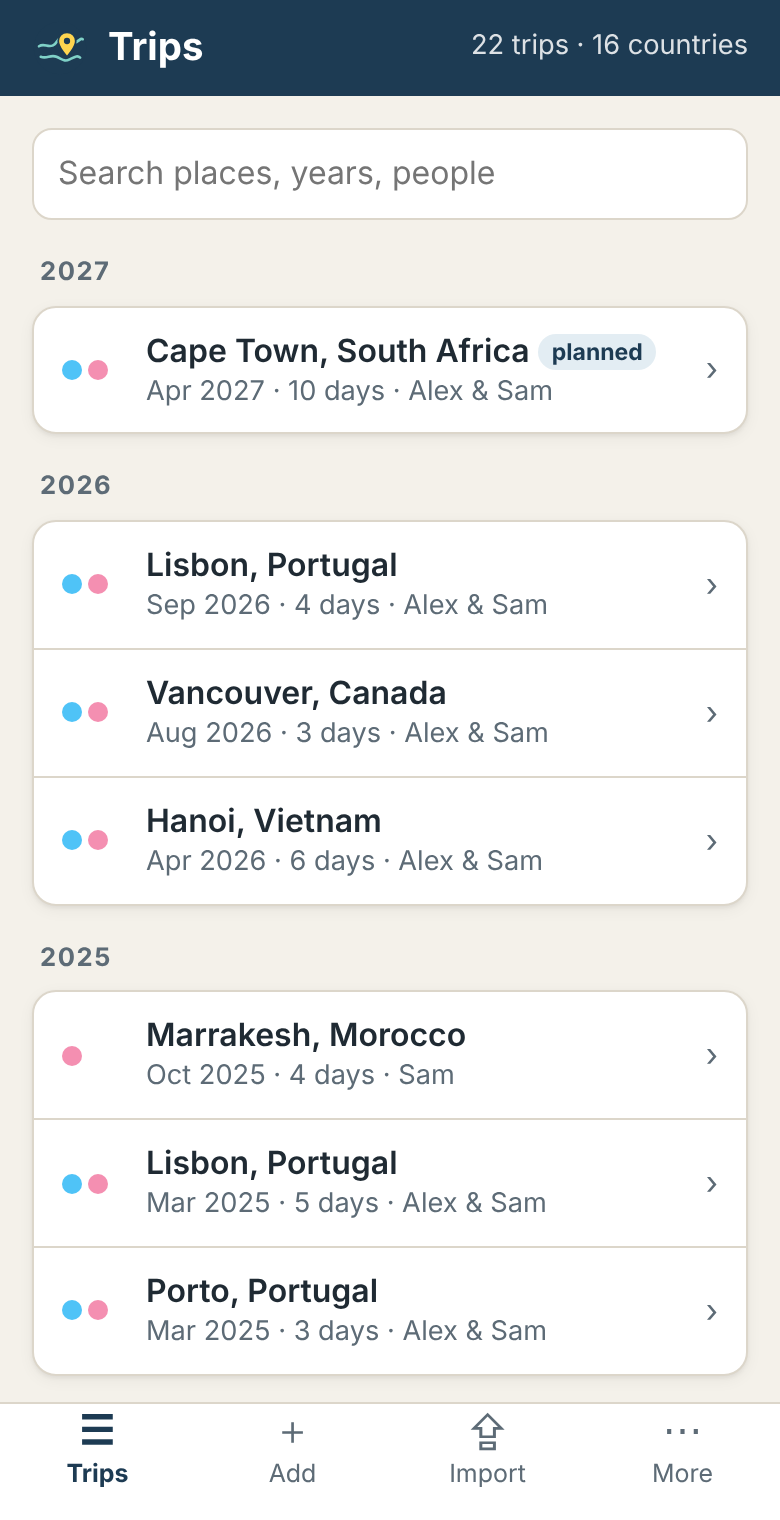 Trips
22 trips · 16 countries
Search places, years, people
2027
Cape Town, South Africa planned
Apr 2027 · 10 days · Alex & Sam
2026
Lisbon, Portugal
Sep 2026 · 4 days · Alex & Sam
Vancouver, Canada
Aug 2026 · 3 days · Alex & Sam
Hanoi, Vietnam
Apr 2026 · 6 days · Alex & Sam
2025
Marrakesh, Morocco
Oct 2025 · 4 days · Sam
Lisbon, Portugal
Mar 2025 · 5 days · Alex & Sam
Porto, Portugal
Mar 2025 · 3 days · Alex & Sam
Trips
Add
Import
More